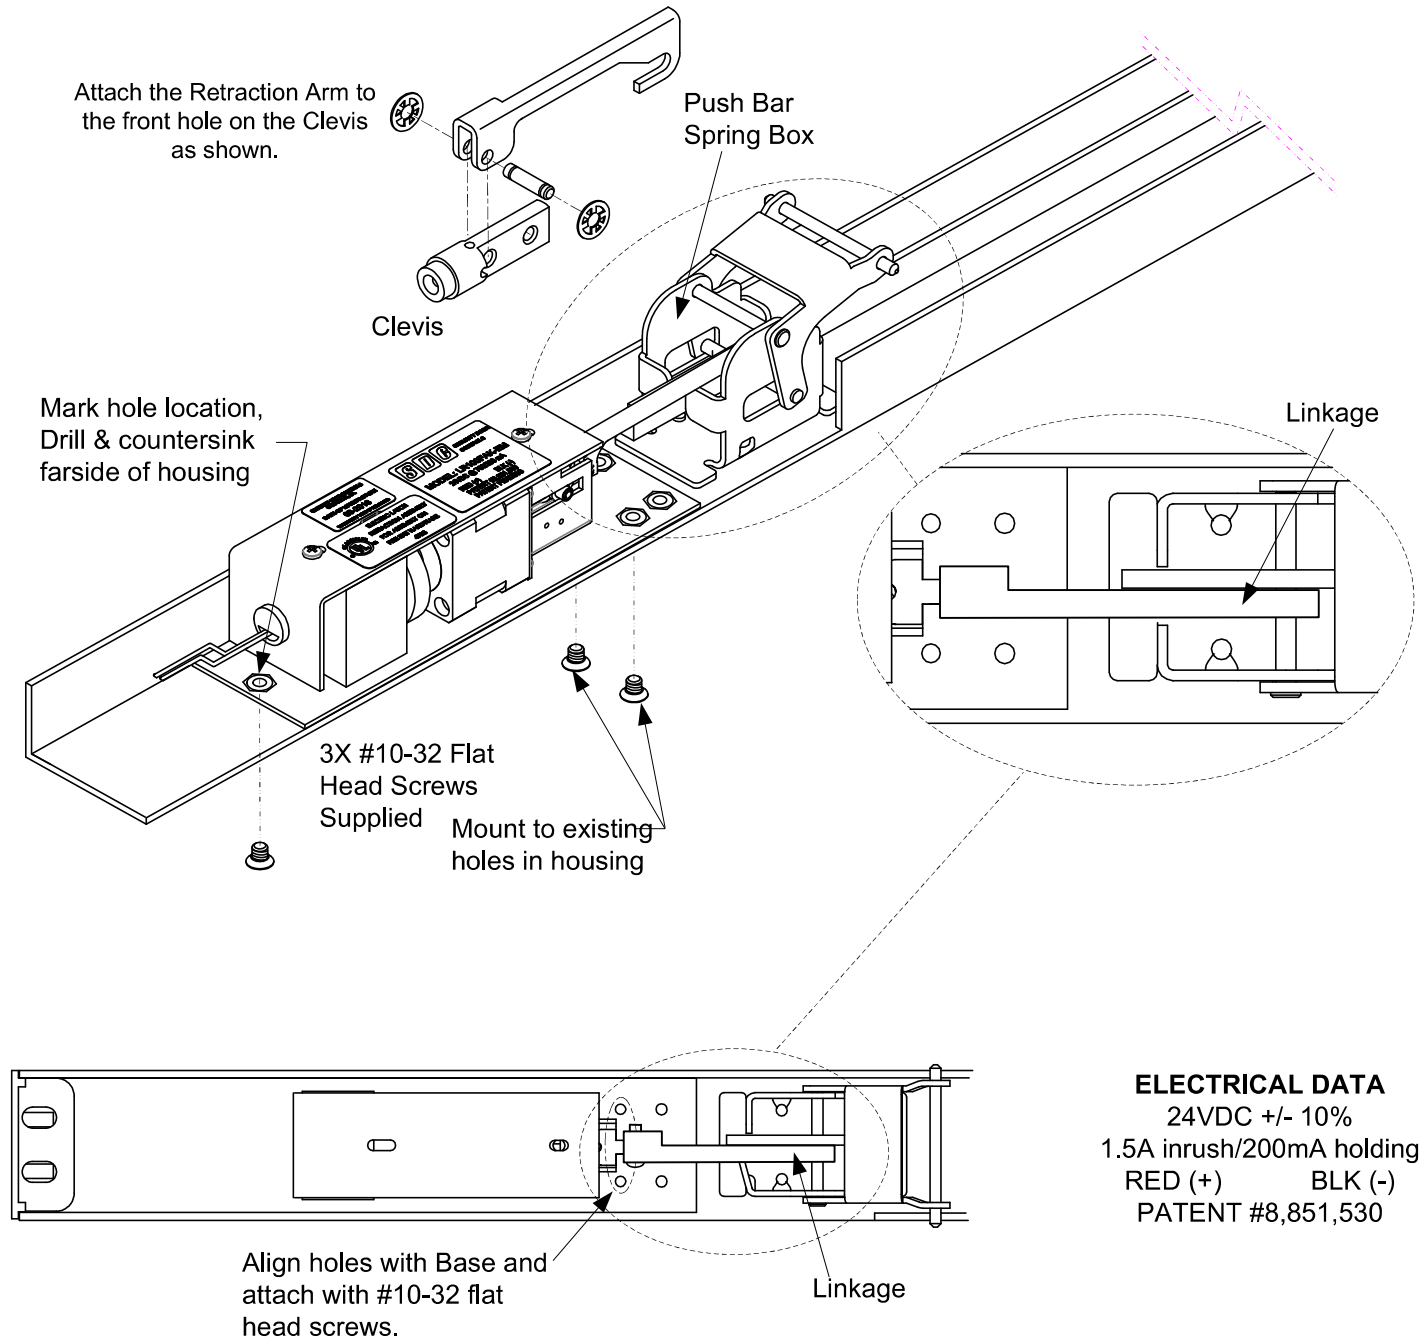 Attach the Retraction Arm to
the front hole on the Clevis
as shown.
Push Bar
Spring Box
Clevis
Mark hole location,
Drill & countersink
farside of housing
SDC
Linkage
3X #10-32 Flat
Head Screws
Supplied
Mount to existing
holes in housing
ELECTRICAL DATA
24VDC +/- 10%
1.5A inrush/200mA holding
RED (+) BLK (-)
PATENT #8,851,530
Align holes with Base and
attach with #10-32 flat
head screws.
Linkage